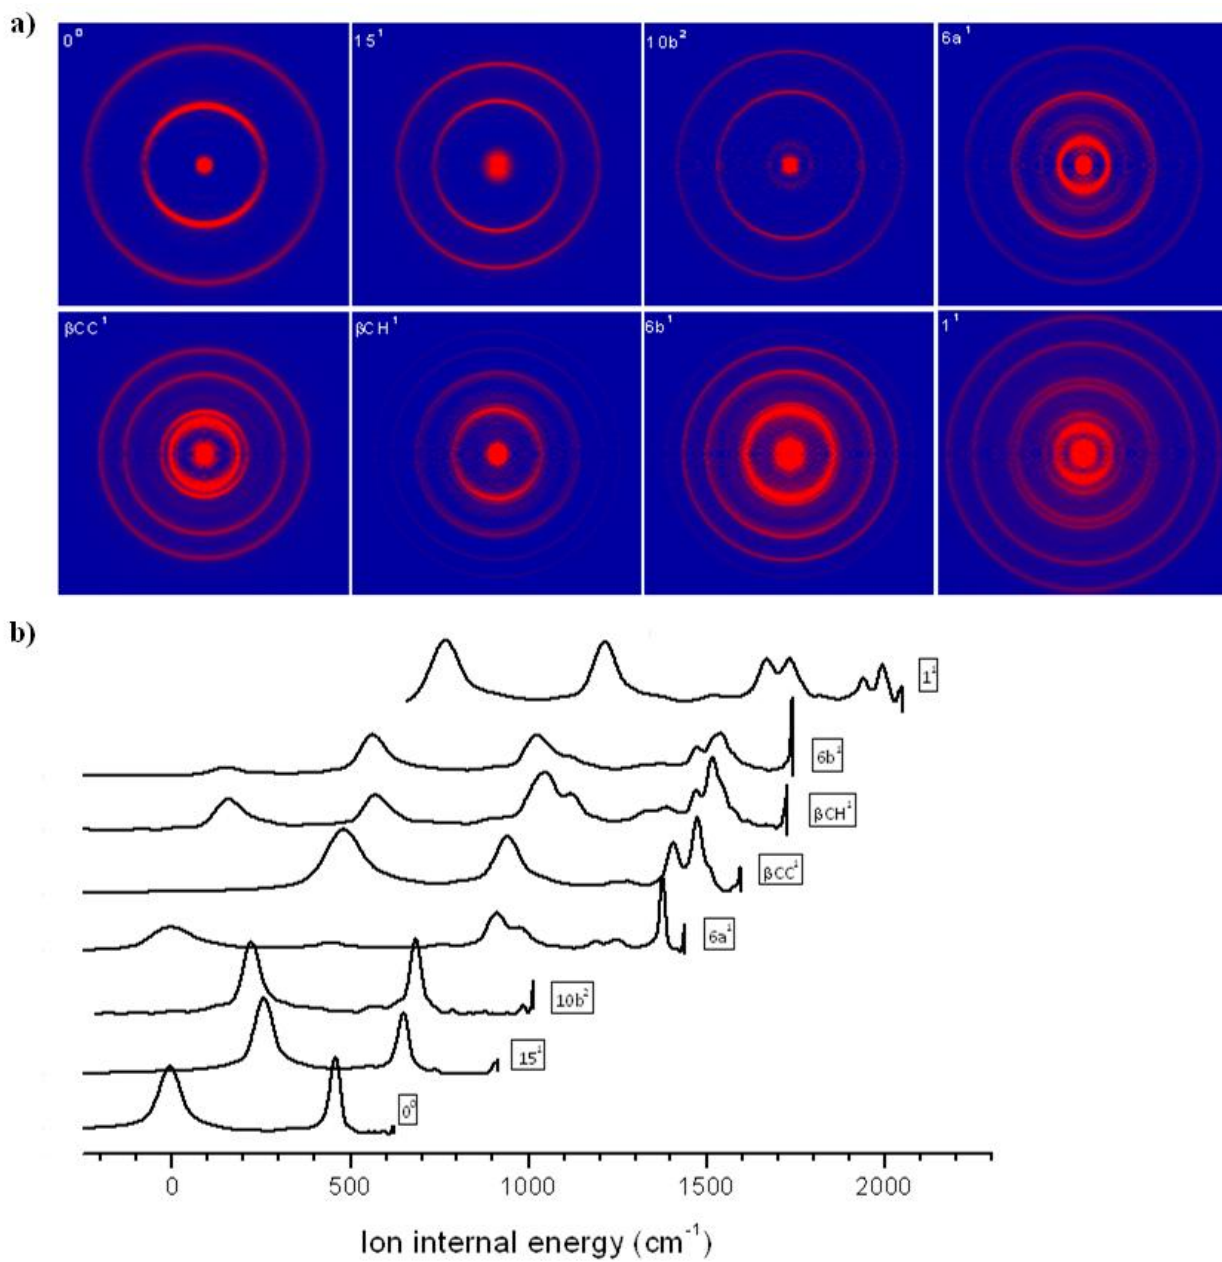 a)
0⁰ 15¹ 10b² 6a¹
βCC¹ βCH¹ 6b¹ 1¹
b)
1¹
6b¹
βCH¹
βCC¹
6a¹
10b²
15¹
0⁰
0 500 1000 1500 2000
Ion internal energy (cm⁻¹)